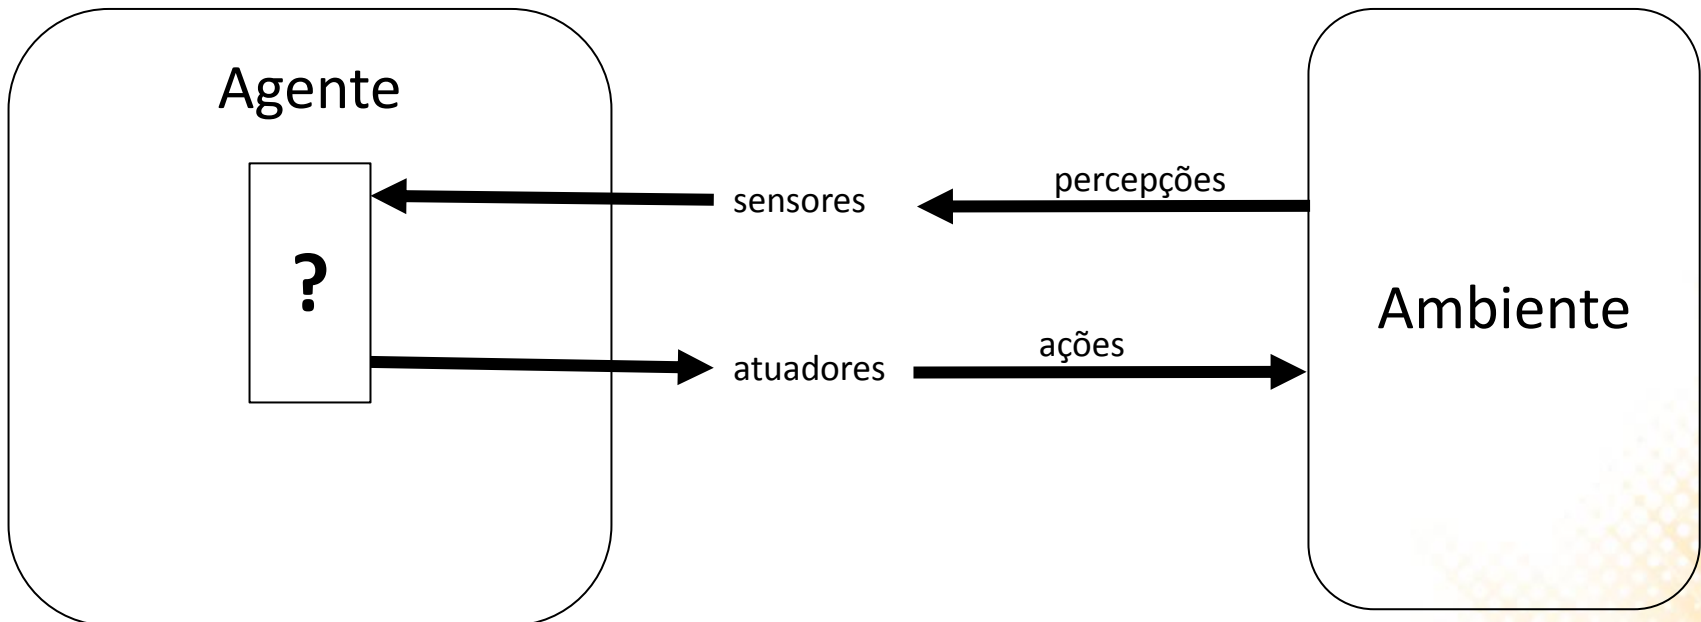 Agente
sensores
percepções
?
Ambiente
atuadores
ações